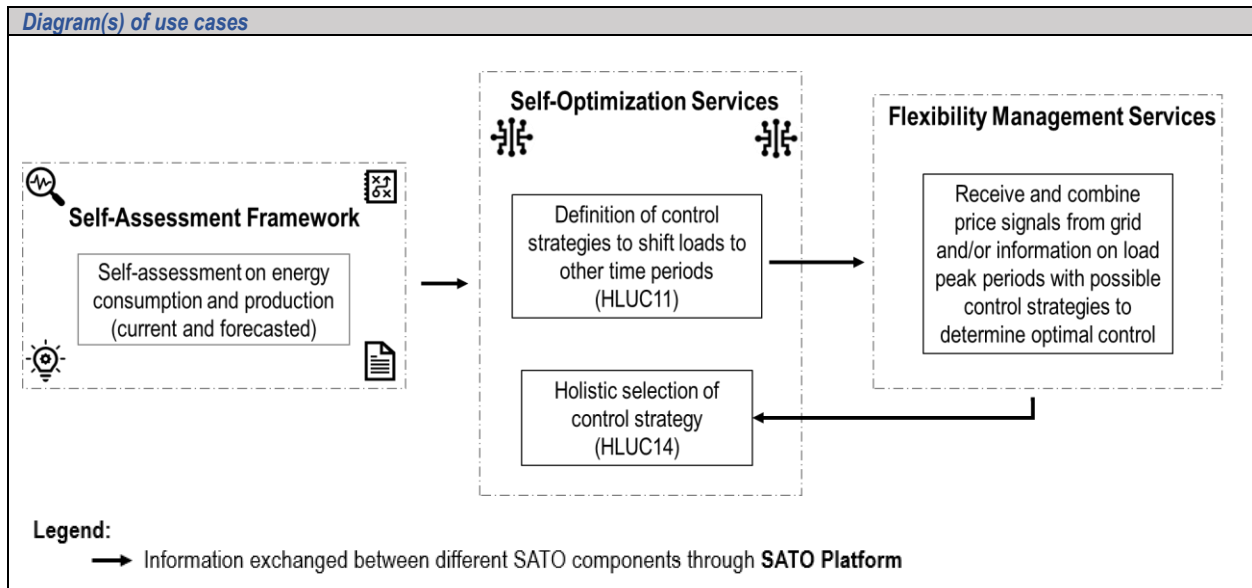 Diagram(s) of use cases
Self-Assessment Framework
Self-assessment on energy
consumption and production
(current and forecasted)
Self-Optimization Services
Definition of control
strategies to shift loads to
other time periods
(HLUC11)
Holistic selection of
control strategy
(HLUC14)
Flexibility Management Services
Receive and combine
price signals from grid
and/or information on load
peak periods with possible
control strategies to
determine optimal control
Legend:
Information exchanged between different SATO components through SATO Platform